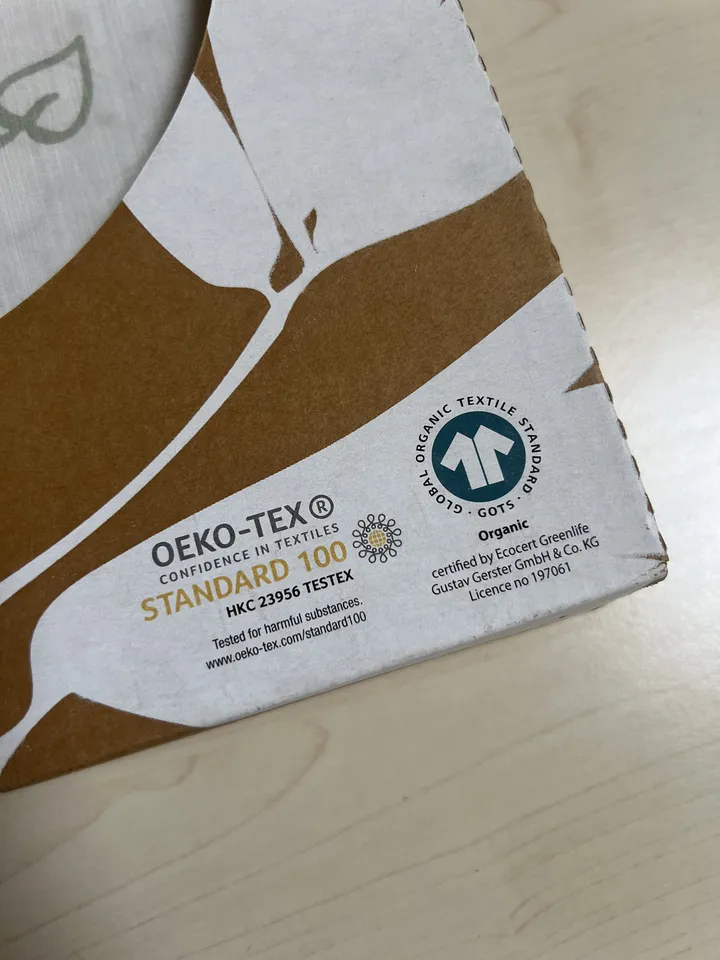 OEKO-TEX®
CONFIDENCE IN TEXTILES
STANDARD 100
HKC 23956 TESTEX
Tested for harmful substances.
www.oeko-tex.com/standard100
GLOBAL ORGANIC TEXTILE STANDARD · GOTS ·
Organic
certified by Ecocert Greenlife
Gustav Gerster GmbH & Co. KG
Licence no 197061